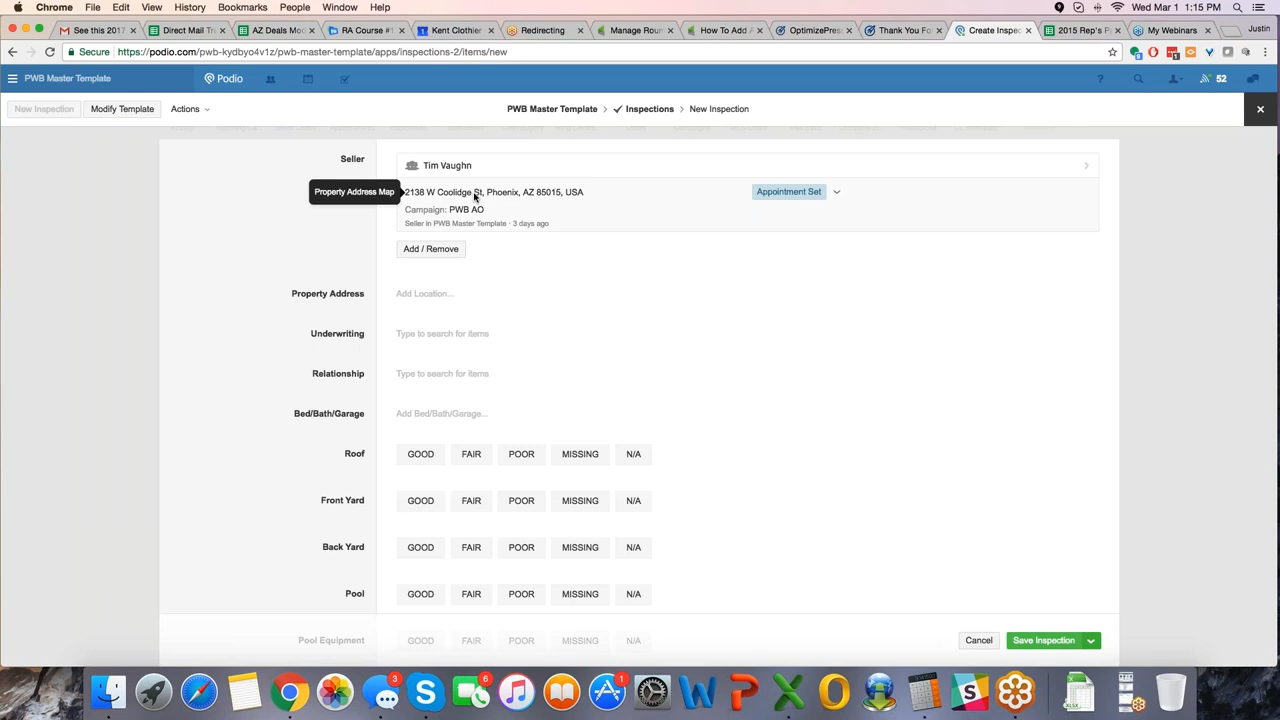 Chrome File Edit View History Bookmarks People Window Help Wed Mar 1 1:15 PM
See this 2017 Direct Mail Tra AZ Deals Mod RA Course #1 Kent Clothier Redirecting Manage Roun How To Add A OptimizePres Thank You Fo Create Inspec 2015 Rep's P My Webinars Justin
Secure https://podio.com/pwb-kydbyo4v1z/pwb-master-template/apps/inspections-2/items/new
PWB Master Template Podio ? 52
New Inspection Modify Template Actions PWB Master Template > Inspections > New Inspection
Seller Tim Vaughn
Property Address Map 2138 W Coolidge St, Phoenix, AZ 85015, USA Appointment Set
Campaign: PWB AO
Seller in PWB Master Template · 3 days ago
Add / Remove
Property Address Add Location...
Underwriting Type to search for items
Relationship Type to search for items
Bed/Bath/Garage Add Bed/Bath/Garage...
Roof GOOD FAIR POOR MISSING N/A
Front Yard GOOD FAIR POOR MISSING N/A
Back Yard GOOD FAIR POOR MISSING N/A
Pool GOOD FAIR POOR MISSING N/A
Pool Equipment GOOD FAIR POOR MISSING N/A Cancel Save Inspection
3 6 1